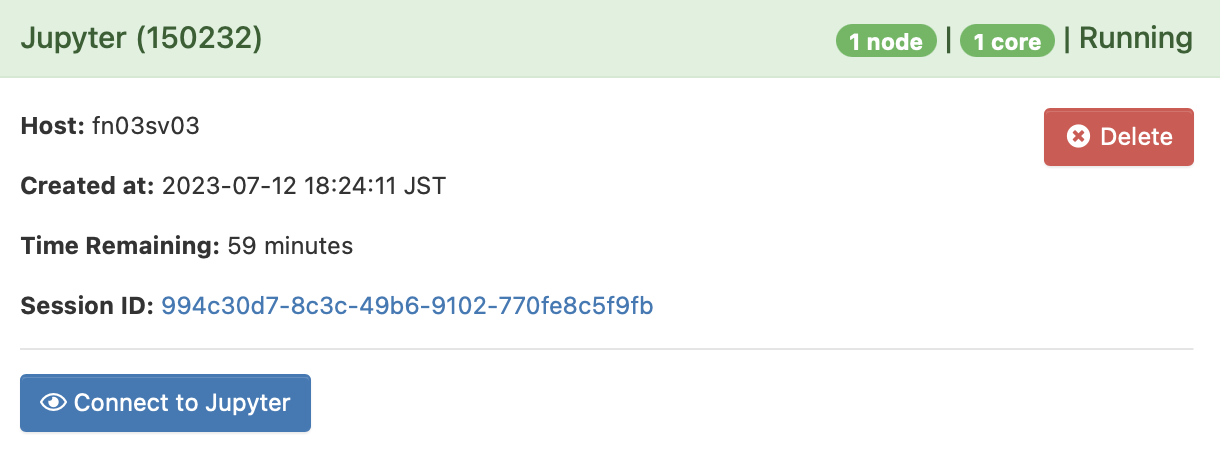 Jupyter (150232)
1 node | 1 core | Running
Host: fn03sv03
Delete
Created at: 2023-07-12 18:24:11 JST
Time Remaining: 59 minutes
Session ID: 994c30d7-8c3c-49b6-9102-770fe8c5f9fb
Connect to Jupyter